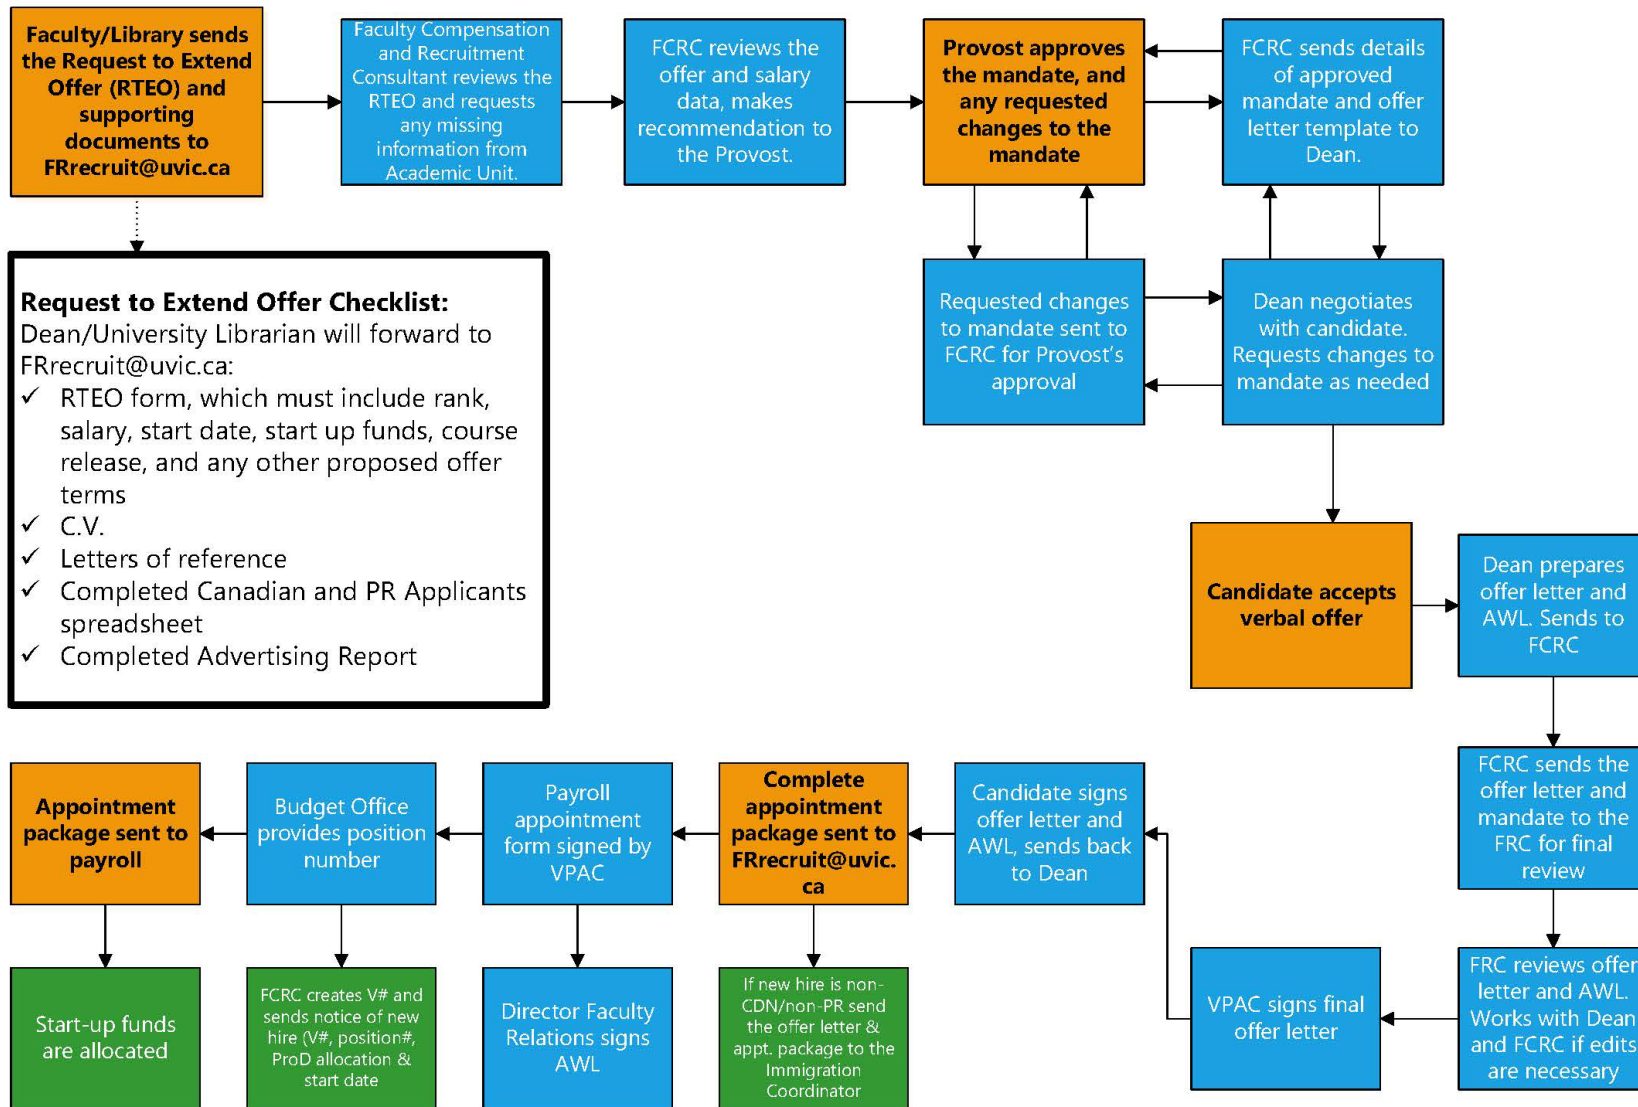 Faculty/Library sends
the Request to Extend
Offer (RTEO) and
supporting
documents to
FRrecruit@uvic.ca
Faculty Compensation
and Recruitment
Consultant reviews the
RTEO and requests
any missing
information from
Academic Unit.
FCRC reviews the
offer and salary
data, makes
recommendation to
the Provost.
Provost approves
the mandate, and
any requested
changes to the
mandate
FCRC sends details
of approved
mandate and offer
letter template to
Dean.
Requested changes
to mandate sent to
FCRC for Provost's
approval
Dean negotiates
with candidate.
Requests changes to
mandate as needed
Request to Extend Offer Checklist:
Dean/University Librarian will forward to
FRrecruit@uvic.ca:
✓ RTEO form, which must include rank,
salary, start date, start up funds, course
release, and any other proposed offer
terms
✓ C.V.
✓ Letters of reference
✓ Completed Canadian and PR Applicants
spreadsheet
✓ Completed Advertising Report
Candidate accepts
verbal offer
Dean prepares
offer letter and
AWL. Sends to
FCRC
FCRC sends the
offer letter and
mandate to the
FRC for final
review
FRC reviews offer
letter and AWL.
Works with Dean
and FCRC if edits
are necessary
VPAC signs final
offer letter
Candidate signs
offer letter and
AWL, sends back
to Dean
Complete
appointment
package sent to
FRrecruit@uvic.
ca
If new hire is non-
CDN/non-PR send
the offer letter &
appt. package to the
Immigration
Coordinator
Payroll
appointment
form signed by
VPAC
Director Faculty
Relations signs
AWL
Budget Office
provides position
number
FCRC creates V# and
sends notice of new
hire (V#, position#,
ProD allocation &
start date
Appointment
package sent to
payroll
Start-up funds
are allocated